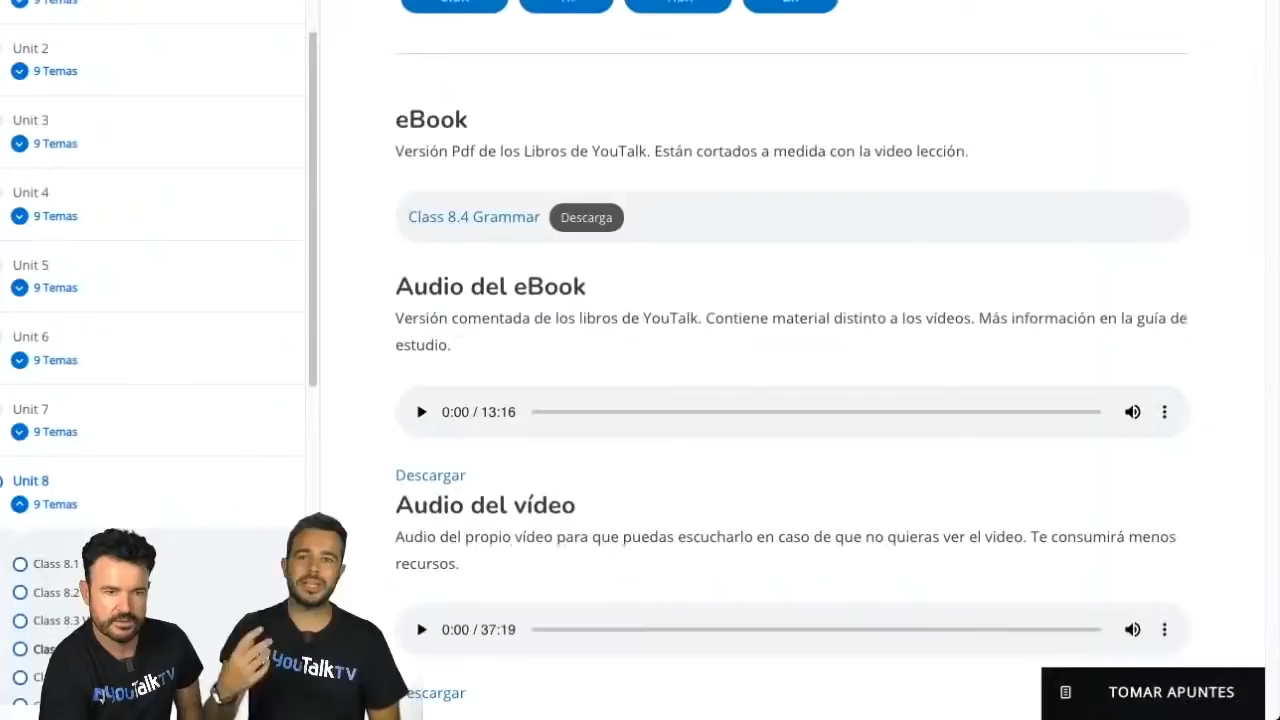 Unit 2
9 Temas
Unit 3
9 Temas
Unit 4
9 Temas
Unit 5
9 Temas
Unit 6
9 Temas
Unit 7
9 Temas
Unit 8
9 Temas
Class 8.1
Class 8.2
Class 8.3
Clas
eBook
Versión Pdf de los Libros de YouTalk. Están cortados a medida con la video lección.
Class 8.4 Grammar Descarga
Audio del eBook
Versión comentada de los libros de YouTalk. Contiene material distinto a los vídeos. Más información en la guía de
estudio.
0:00 / 13:16
Descargar
Audio del vídeo
Audio del propio vídeo para que puedas escucharlo en caso de que no quieras ver el video. Te consumirá menos
recursos.
0:00 / 37:19
escargar
TOMAR APUNTES
YouTalkTV
YouTalkTV